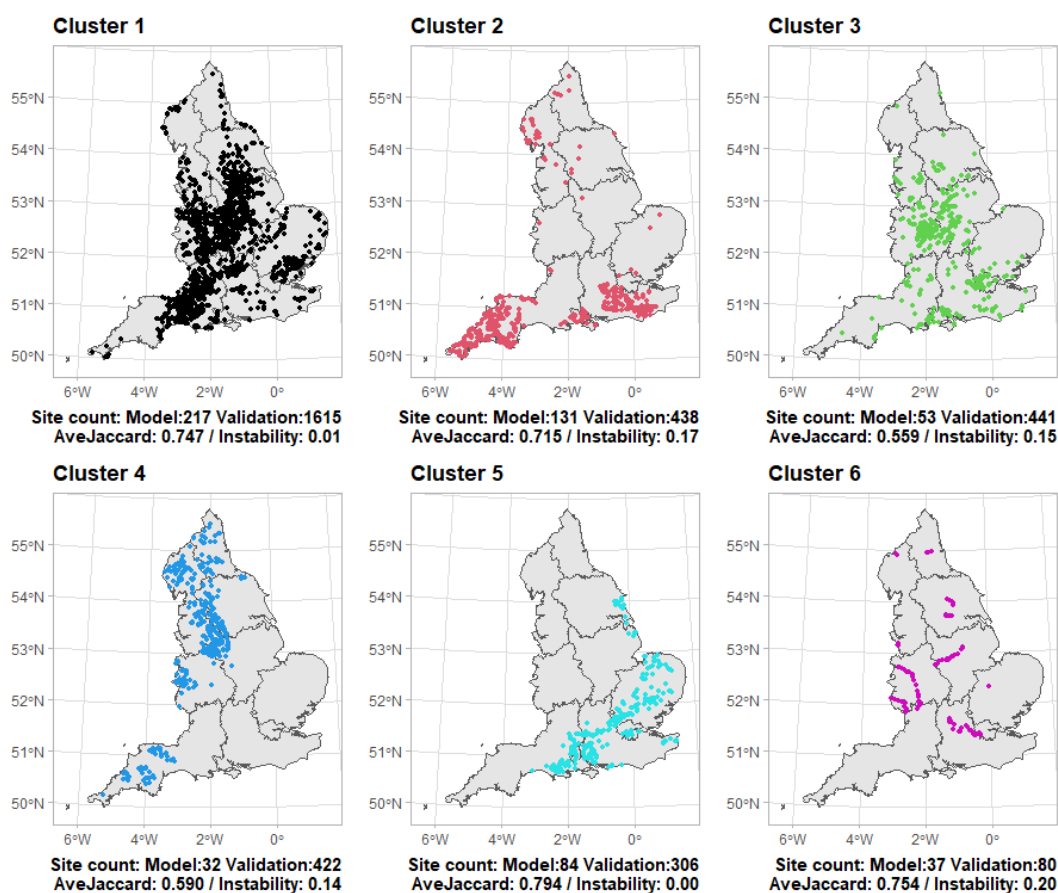 Cluster 1
Cluster 2
Cluster 3
55°N
54°N
53°N
52°N
51°N
50°N
6°W
4°W
2°W
0°
55°N
54°N
53°N
52°N
51°N
50°N
6°W
4°W
2°W
0°
55°N
54°N
53°N
52°N
51°N
50°N
6°W
4°W
2°W
0°
Site count: Model:217 Validation:1615
AveJaccard: 0.747 / Instability: 0.01
Site count: Model:131 Validation:438
AveJaccard: 0.715 / Instability: 0.17
Site count: Model:53 Validation:441
AveJaccard: 0.559 / Instability: 0.15
Cluster 4
Cluster 5
Cluster 6
55°N
54°N
53°N
52°N
51°N
50°N
6°W
4°W
2°W
0°
55°N
54°N
53°N
52°N
51°N
50°N
6°W
4°W
2°W
0°
55°N
54°N
53°N
52°N
51°N
50°N
6°W
4°W
2°W
0°
Site count: Model:32 Validation:422
AveJaccard: 0.590 / Instability: 0.14
Site count: Model:84 Validation:306
AveJaccard: 0.794 / Instability: 0.00
Site count: Model:37 Validation:80
AveJaccard: 0.754 / Instability: 0.20